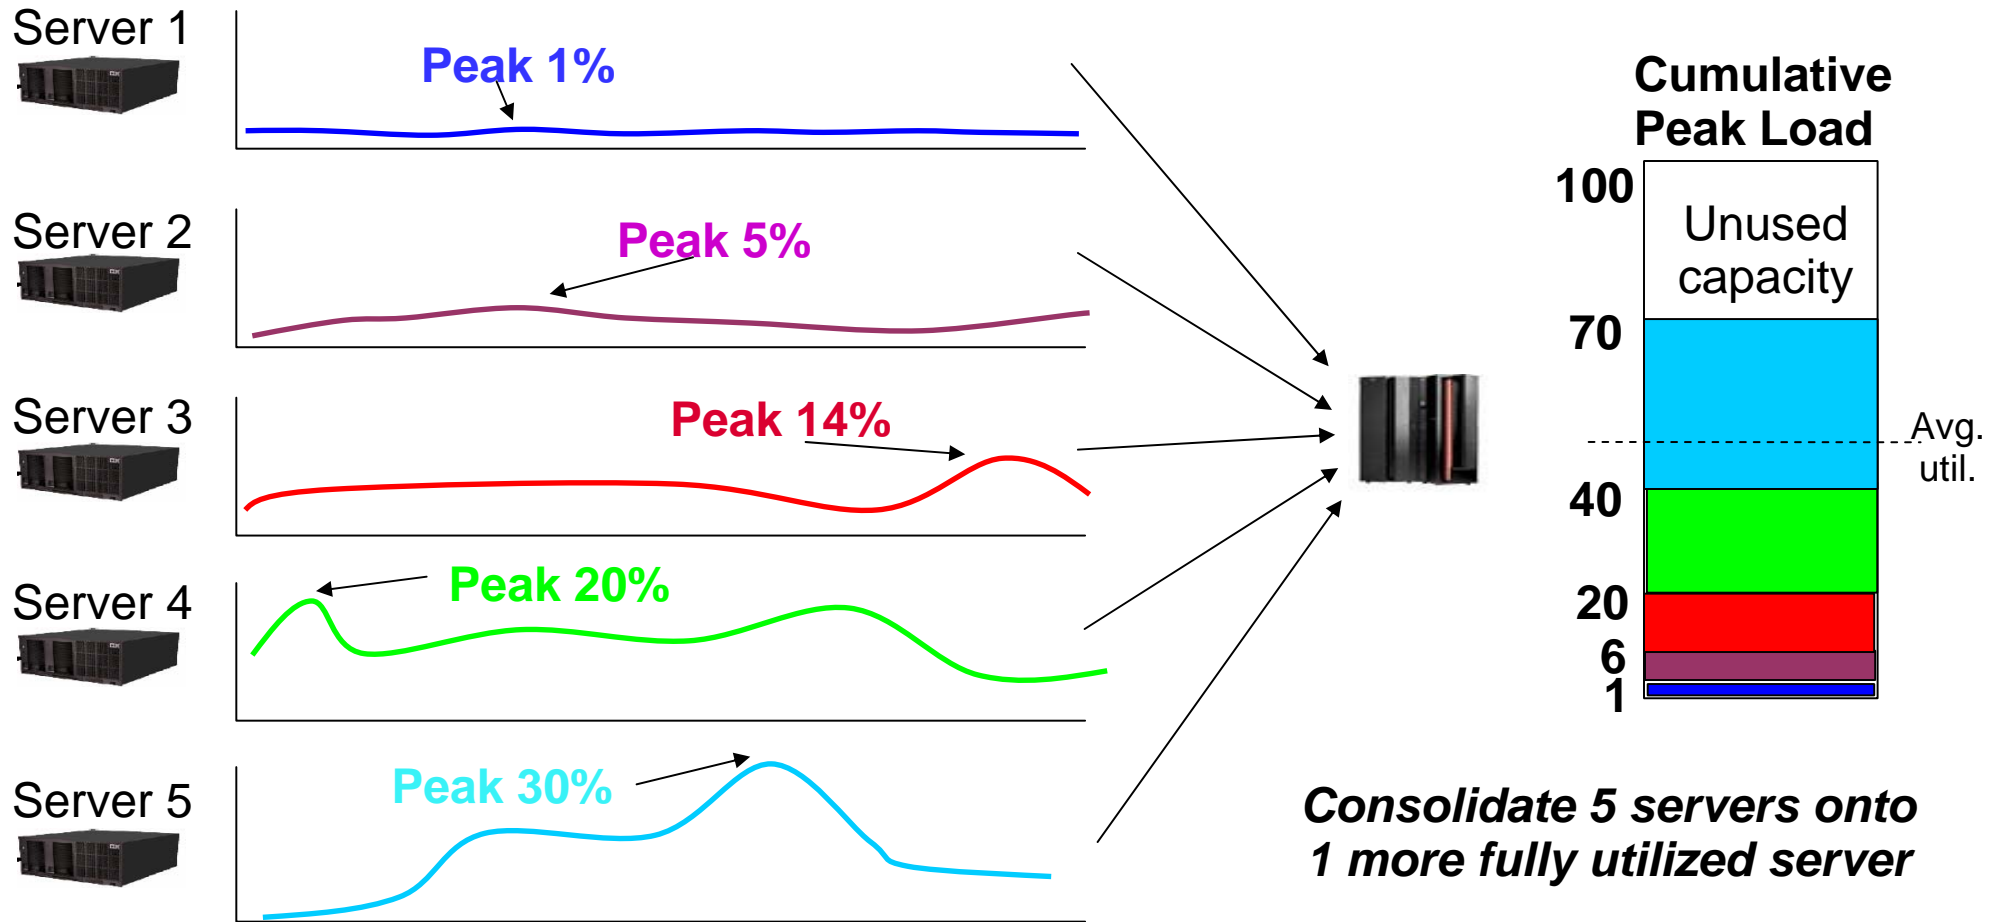 Server 1
Peak 1%
Server 2
Peak 5%
Server 3
Peak 14%
Server 4
Peak 20%
Server 5
Peak 30%
Cumulative
Peak Load
100
Unused
capacity
70
Avg.
util.
40
20
6
1
Consolidate 5 servers onto
1 more fully utilized server